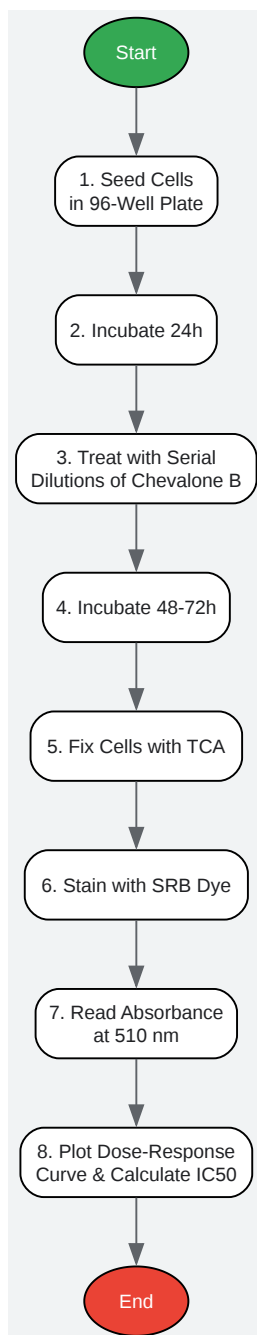 Start
1. Seed Cells
in 96-Well Plate
2. Incubate 24h
3. Treat with Serial
Dilutions of Chevalone B
4. Incubate 48-72h
5. Fix Cells with TCA
6. Stain with SRB Dye
7. Read Absorbance
at 510 nm
8. Plot Dose-Response
Curve & Calculate IC50
End